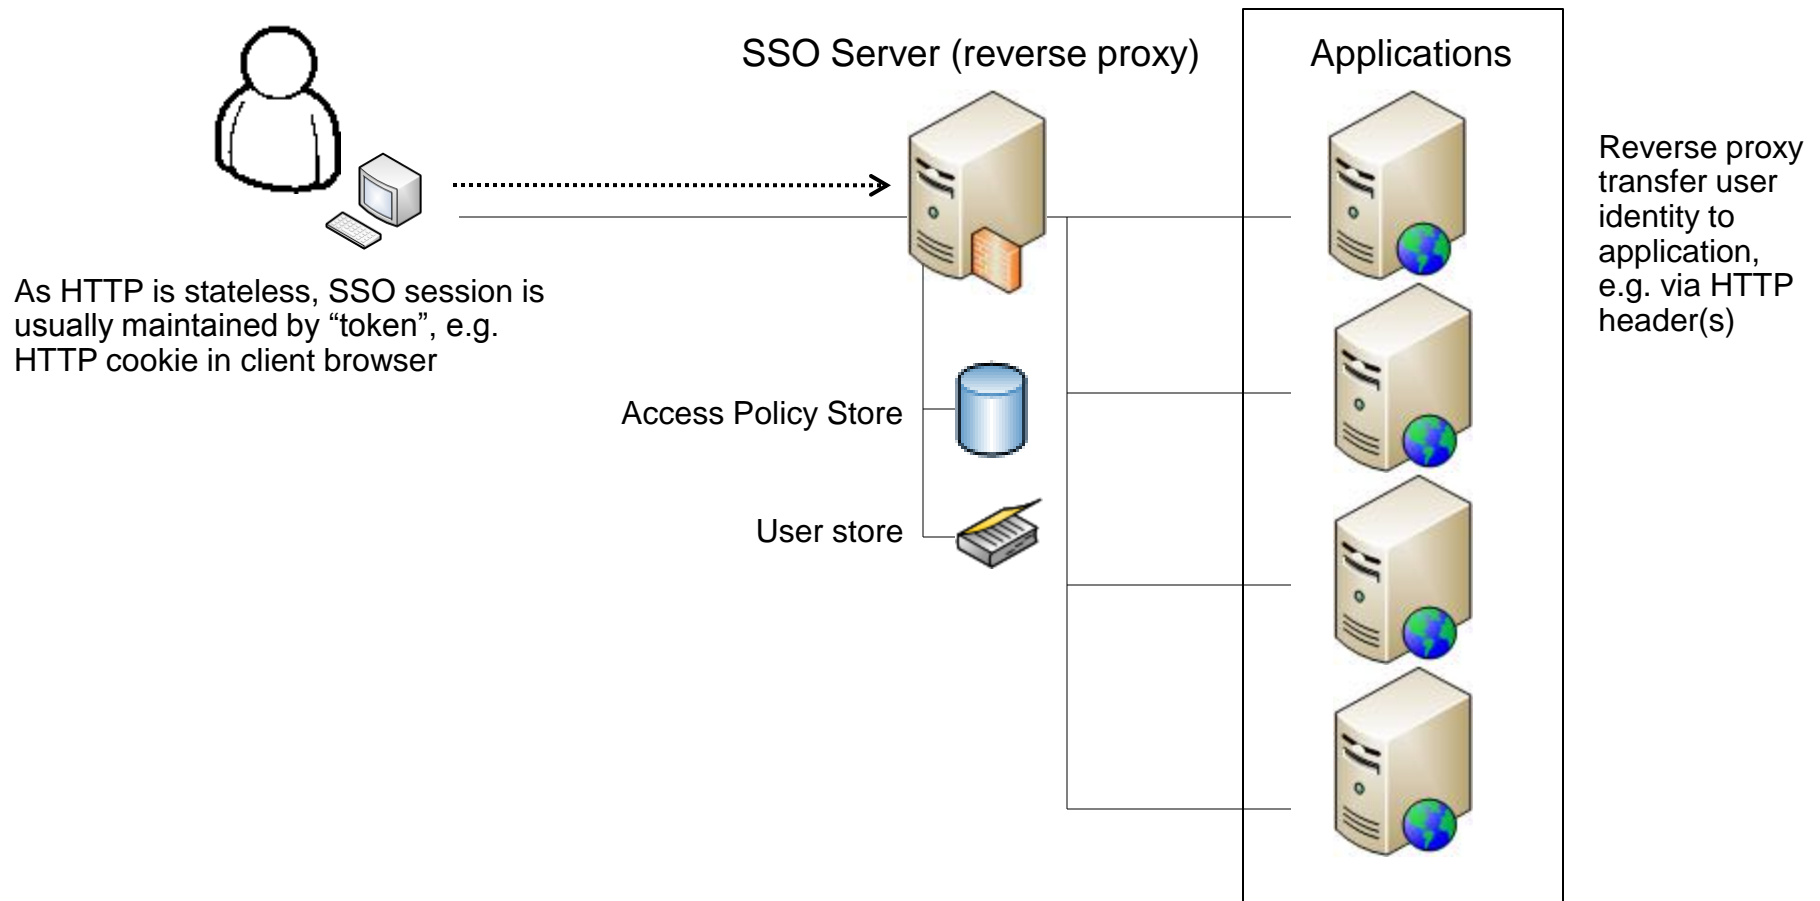 SSO Server (reverse proxy)
Applications
Reverse proxy
transfer user
identity to
application,
e.g. via HTTP
header(s)
As HTTP is stateless, SSO session is
usually maintained by “token”, e.g.
HTTP cookie in client browser
Access Policy Store
User store